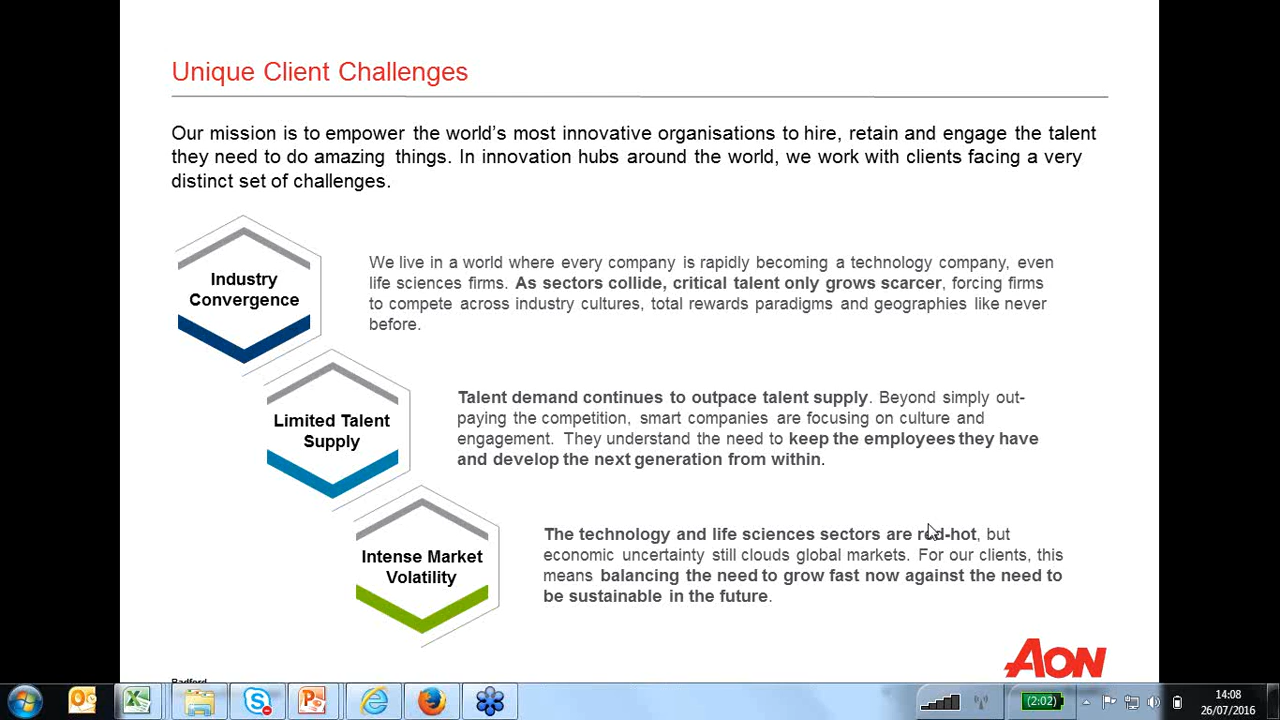 Unique Client Challenges
Our mission is to empower the world’s most innovative organisations to hire, retain and engage the talent
they need to do amazing things. In innovation hubs around the world, we work with clients facing a very
distinct set of challenges.
Industry
Convergence
We live in a world where every company is rapidly becoming a technology company, even
life sciences firms. As sectors collide, critical talent only grows scarcer, forcing firms
to compete across industry cultures, total rewards paradigms and geographies like never
before.
Limited Talent
Supply
Talent demand continues to outpace talent supply. Beyond simply out-
paying the competition, smart companies are focusing on culture and
engagement. They understand the need to keep the employees they have
and develop the next generation from within.
Intense Market
Volatility
The technology and life sciences sectors are red-hot, but
economic uncertainty still clouds global markets. For our clients, this
means balancing the need to grow fast now against the need to
be sustainable in the future.
AON
Radford
(2:02)
14:08
26/07/2016